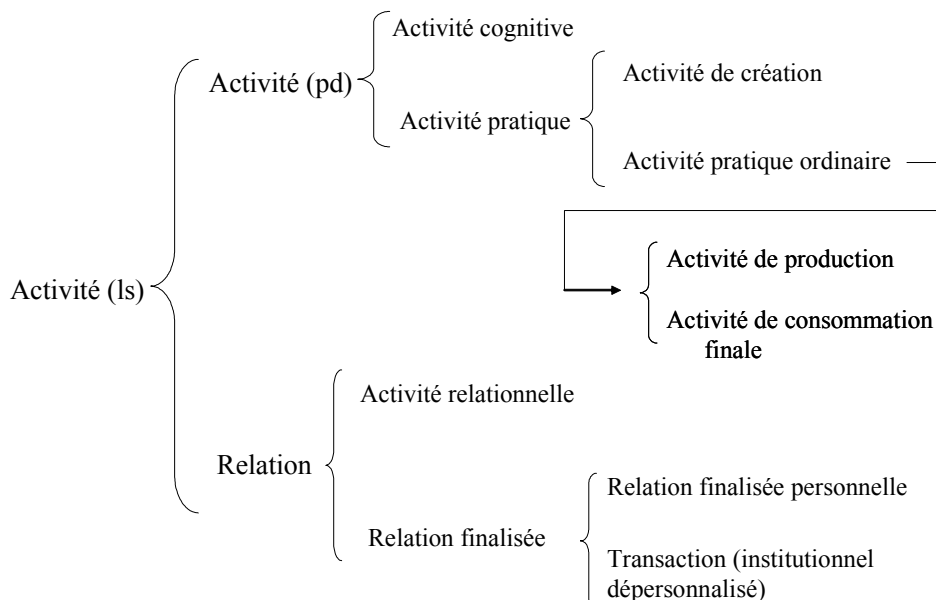 Activité cognitive
Activité (pd)
Activité de création
Activité pratique
Activité pratique ordinaire
Activité de production
Activité (ls)
Activité de consommation
finale
Activité relationnelle
Relation
Relation finalisée personnelle
Relation finalisée
Transaction (institutionnel
dépersonnalisé)